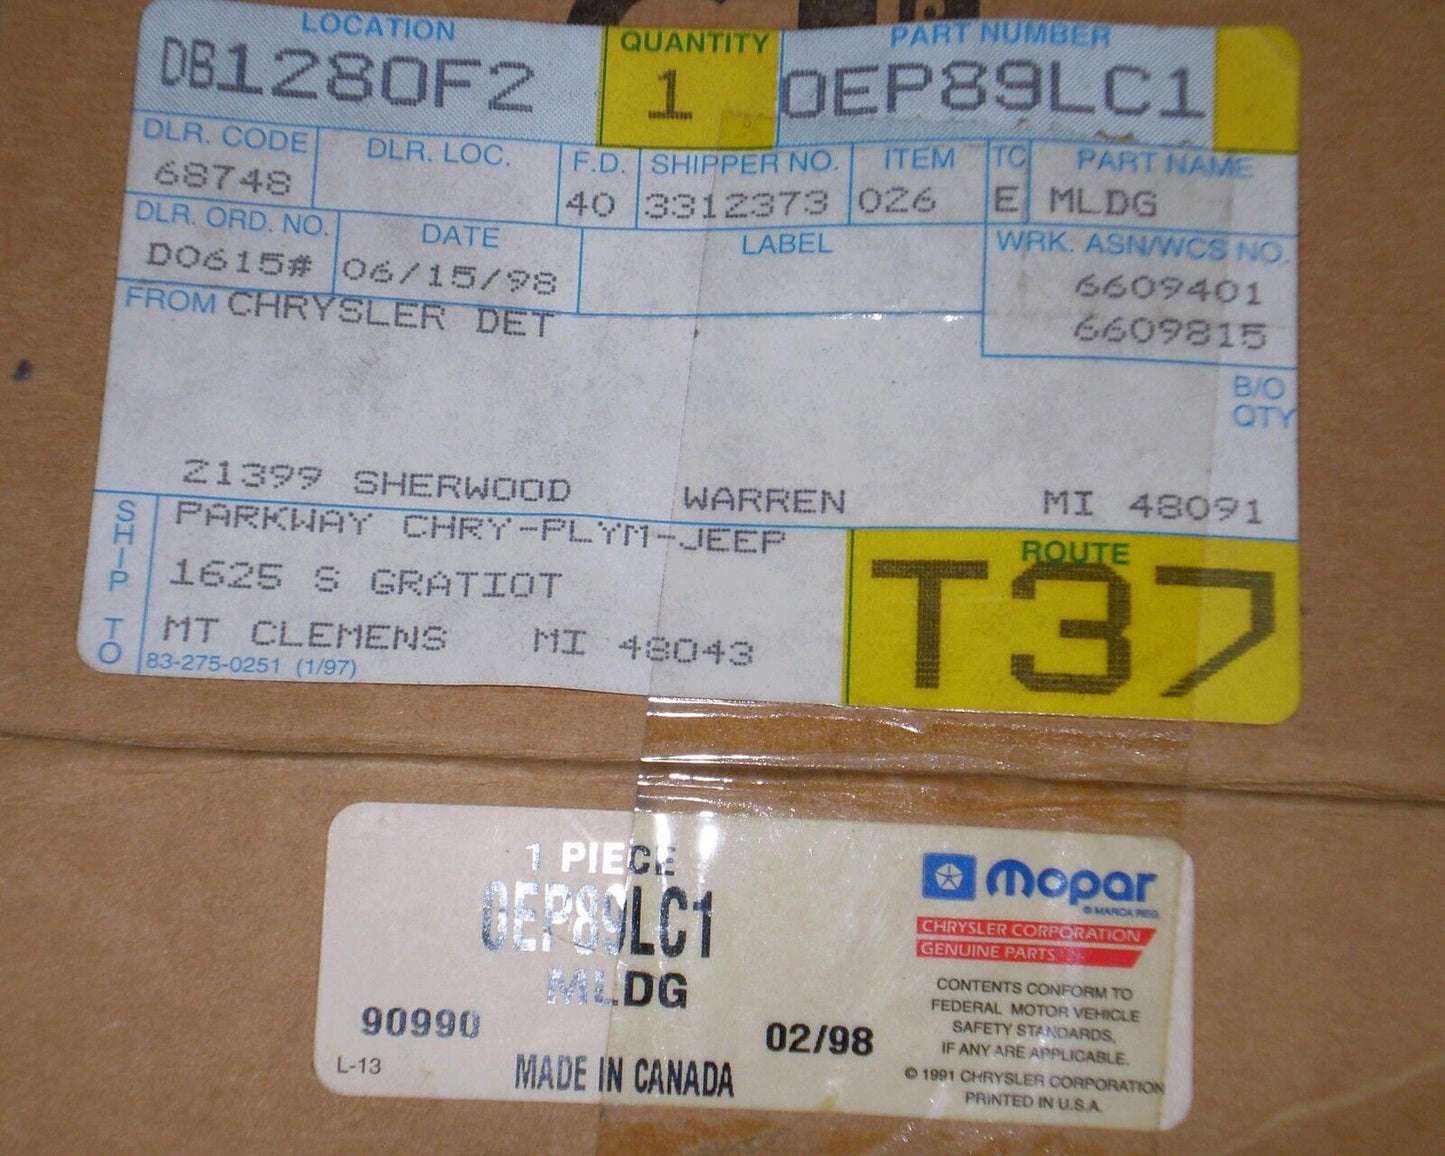 LOCATION QUANTITY PART NUMBER
DB1280F2 1 0EP89LC1
DLR. CODE DLR. LOC. F.D. SHIPPER NO. ITEM TC PART NAME
68748 40 3312373 026 E MLDG
DLR. ORD. NO. DATE LABEL WRK. ASN/WCS NO.
D0615# 06/15/98 6609401
6609815
FROM CHRYSLER DET
B/O
QTY
21399 SHERWOOD WARREN MI 48091
SHIP TO
PARKWAY CHRY-PLYM-JEEP
1625 S GRATIOT
MT CLEMENS MI 48043
83-275-0251 (1/97)
ROUTE
T37
1 PIECE
0EP89LC1
MLDG
90990 02/98
L-13
MADE IN CANADA
Mopar
® MARCA REG.
CHRYSLER CORPORATION
GENUINE PARTS
CONTENTS CONFORM TO
FEDERAL MOTOR VEHICLE
SAFETY STANDARDS,
IF ANY ARE APPLICABLE.
© 1991 CHRYSLER CORPORATION
PRINTED IN U.S.A.